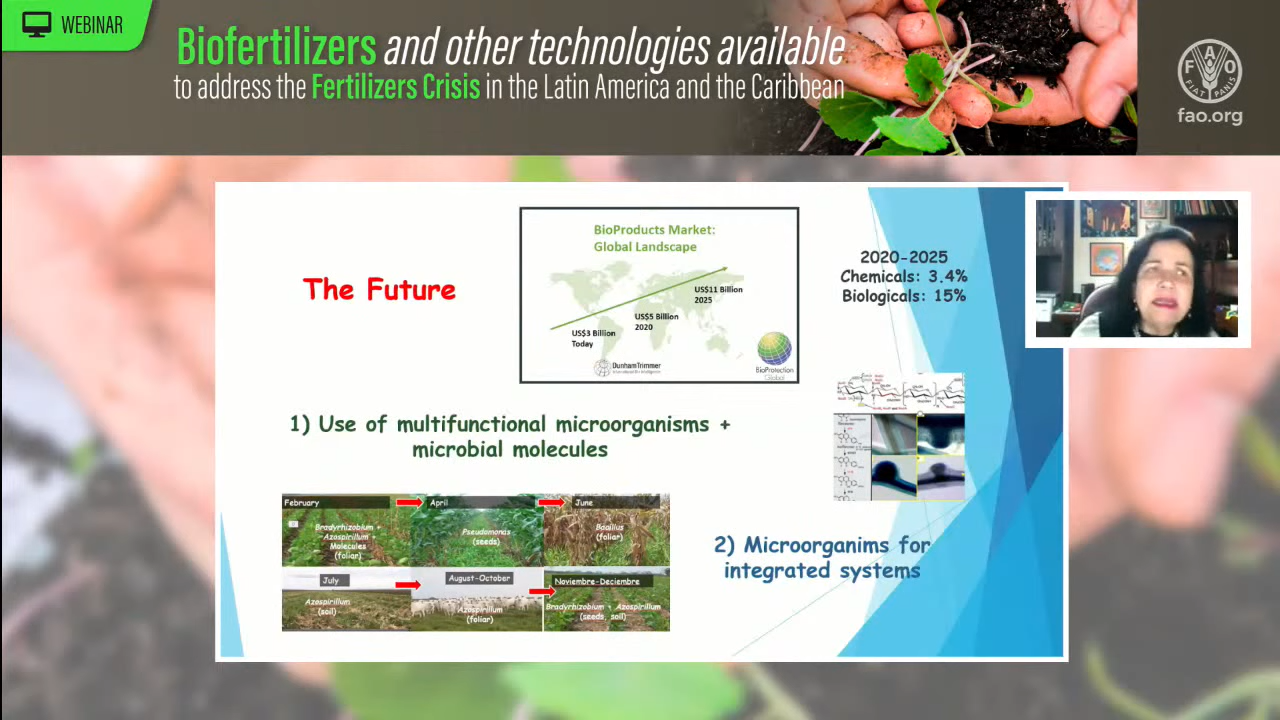 WEBINAR
Biofertilizers and other technologies available
to address the Fertilizers Crisis in the Latin America and the Caribbean
F A O
FIAT PANIS
fao.org
The Future
BioProducts Market:
Global Landscape
US$11 Billion
2025
US$5 Billion
2020
US$3 Billion
Today
DunhamTrimmer
BioProtection
Global
2020-2025
Chemicals: 3.4%
Biologicals: 15%
1) Use of multifunctional microorganisms +
microbial molecules
February
April
June
Bradyrhizobium +
Azospirillum +
Molecules
(foliar)
Pseudomonas
(seeds)
Bacillus
(foliar)
July
August-October
Noviembre-Deciembre
Azospirillum
(soil)
Azospirillum
(foliar)
Bradyrhizobium + Azospirillum
(seeds, soil)
2) Microorganims for
integrated systems